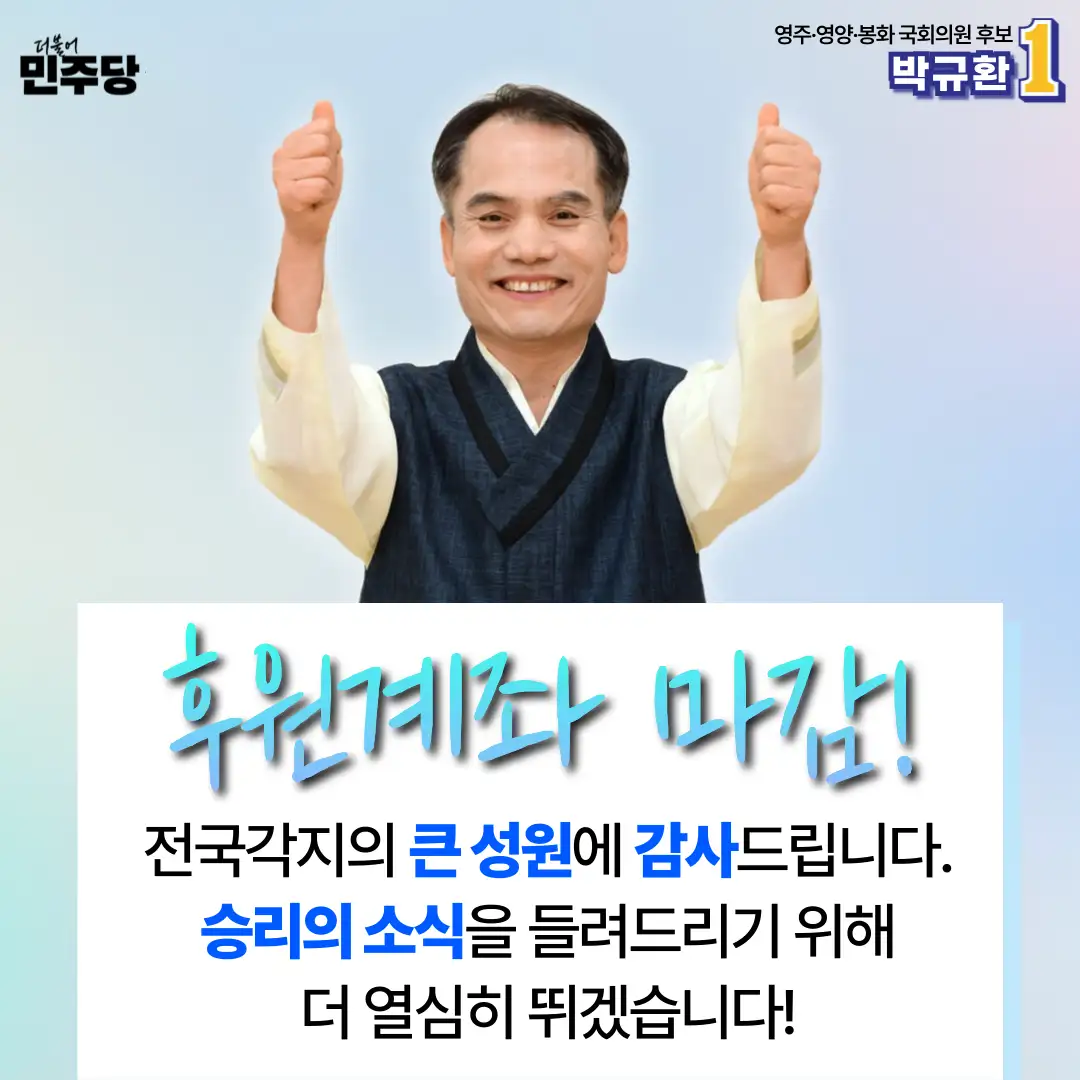 더불어
민주당
영주·영양·봉화 국회의원 후보
박규환 1
후원계좌 마감!
전국각지의 큰 성원에 감사드립니다.
승리의 소식을 들려드리기 위해
더 열심히 뛰겠습니다!